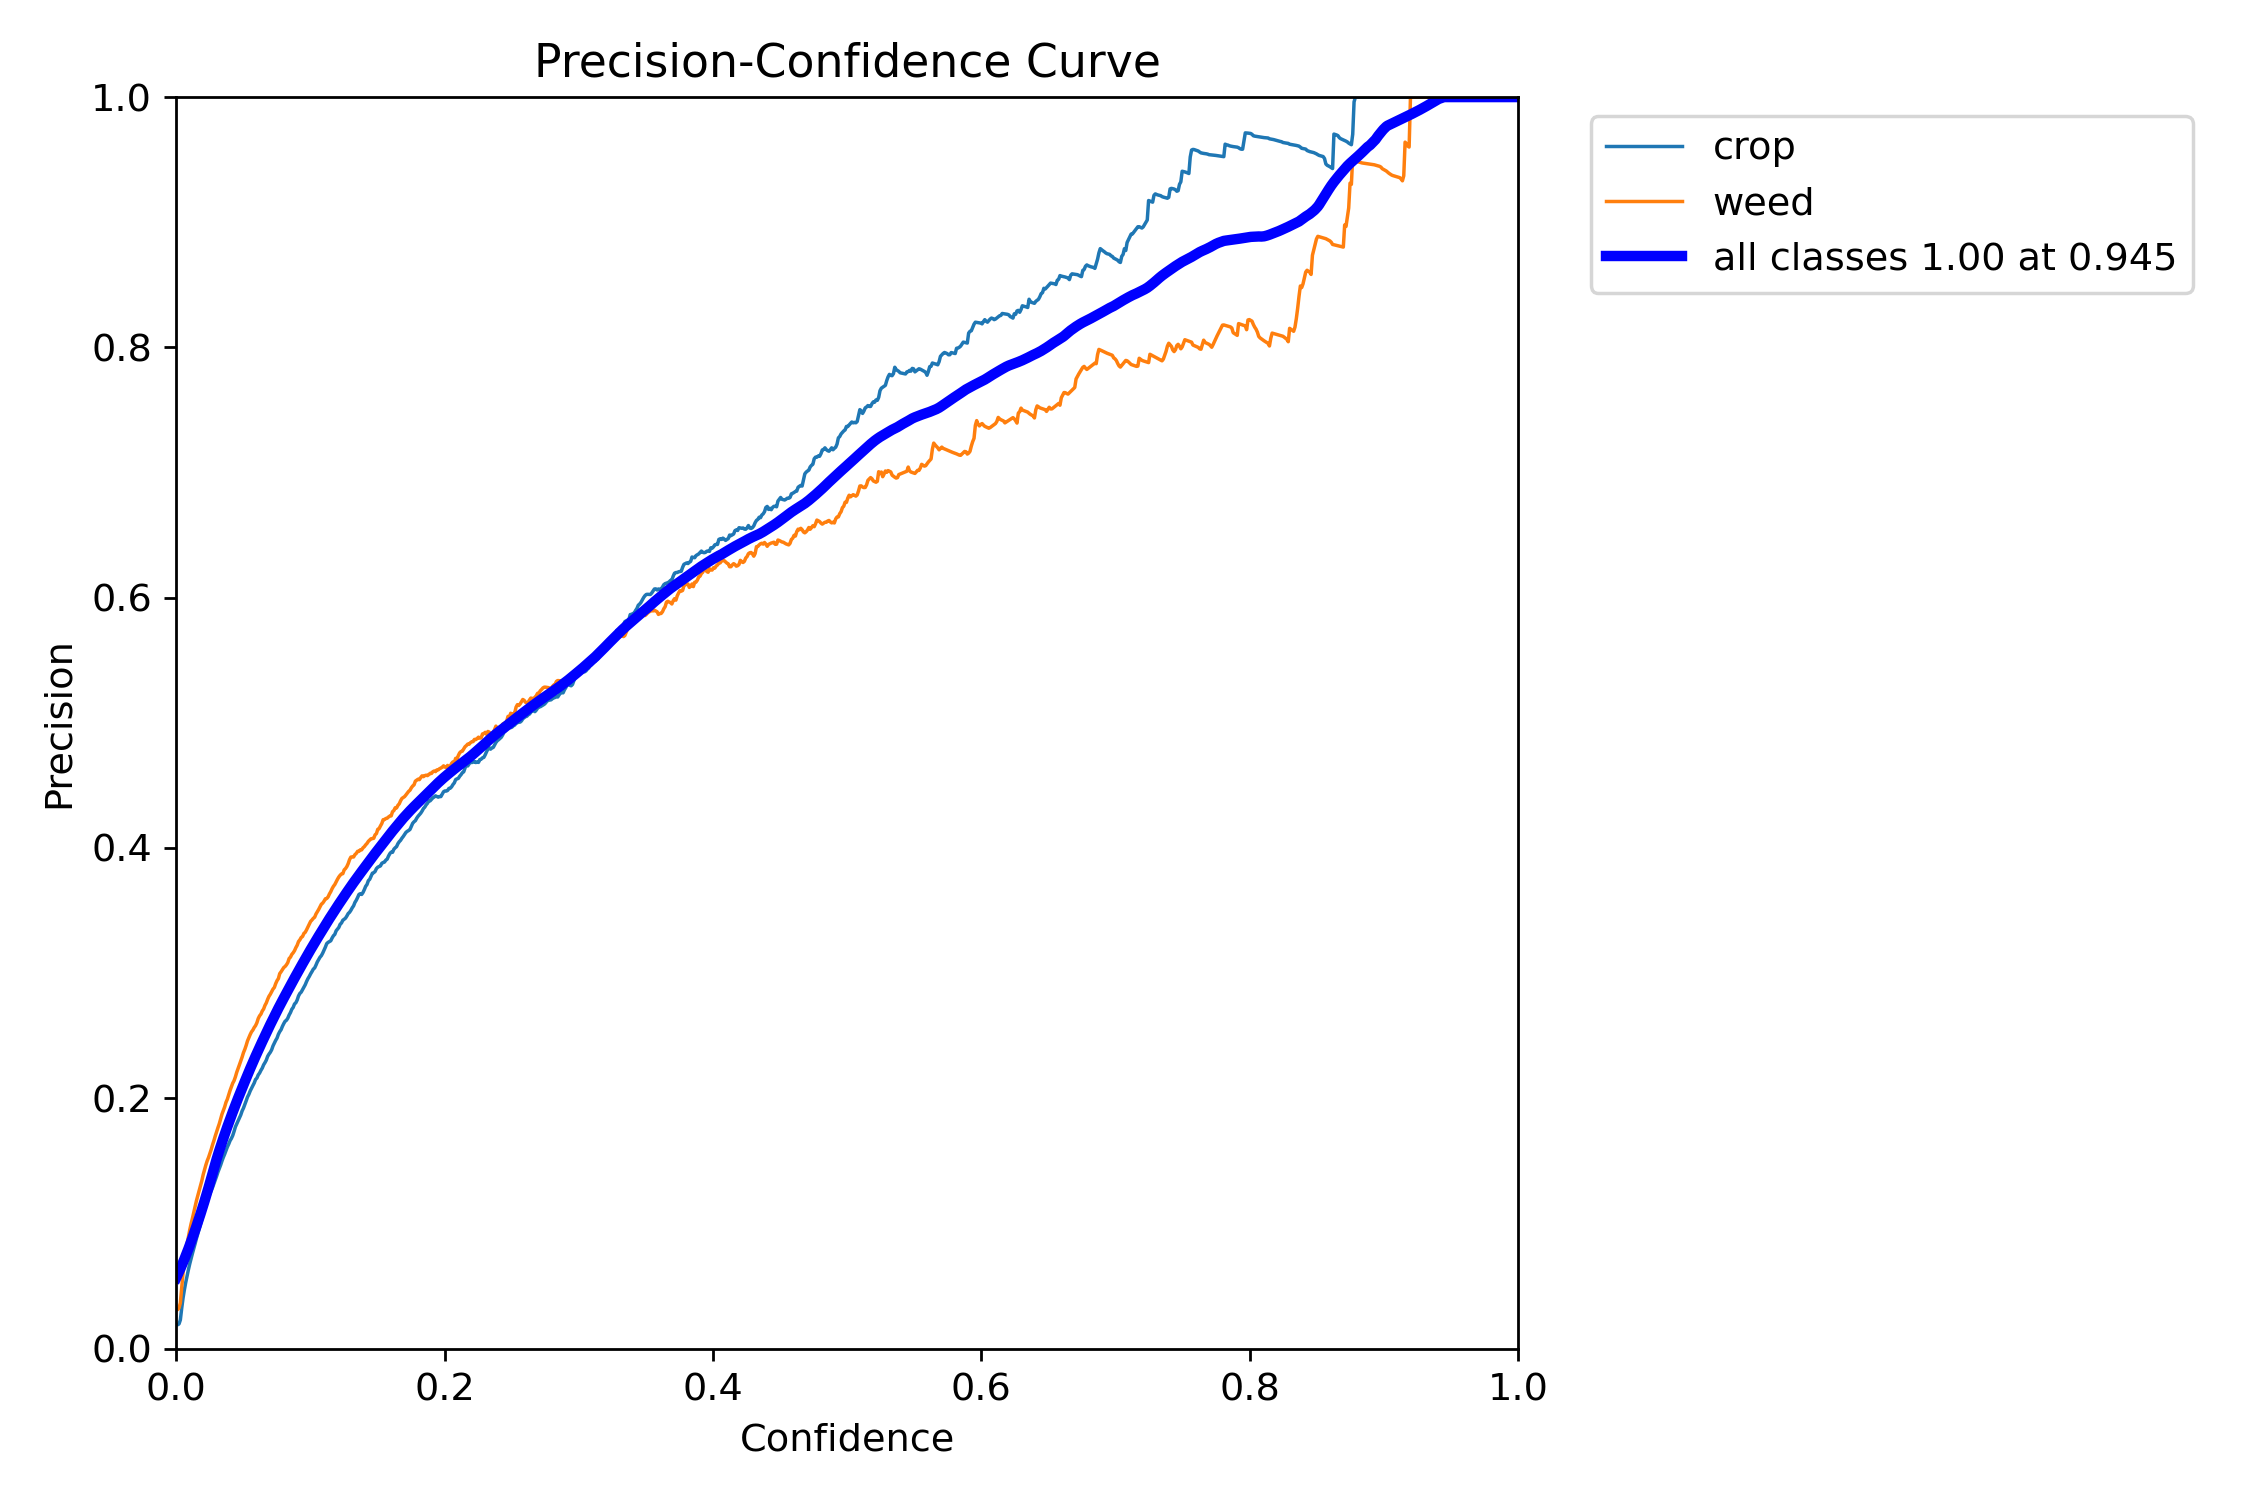 Precision-Confidence Curve
1.0
0.8
0.6
0.4
0.2
0.0
Precision
0.0 0.2 0.4 0.6 0.8 1.0
Confidence
crop
weed
all classes 1.00 at 0.945